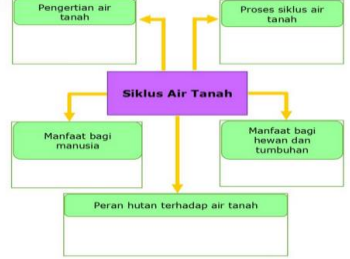 Pengertian air
tanah
Proses siklus air
tanah
Siklus Air Tanah
Manfaat bagi
manusia
Manfaat bagi
hewan dan
tumbuhan
Peran hutan terhadap air tanah